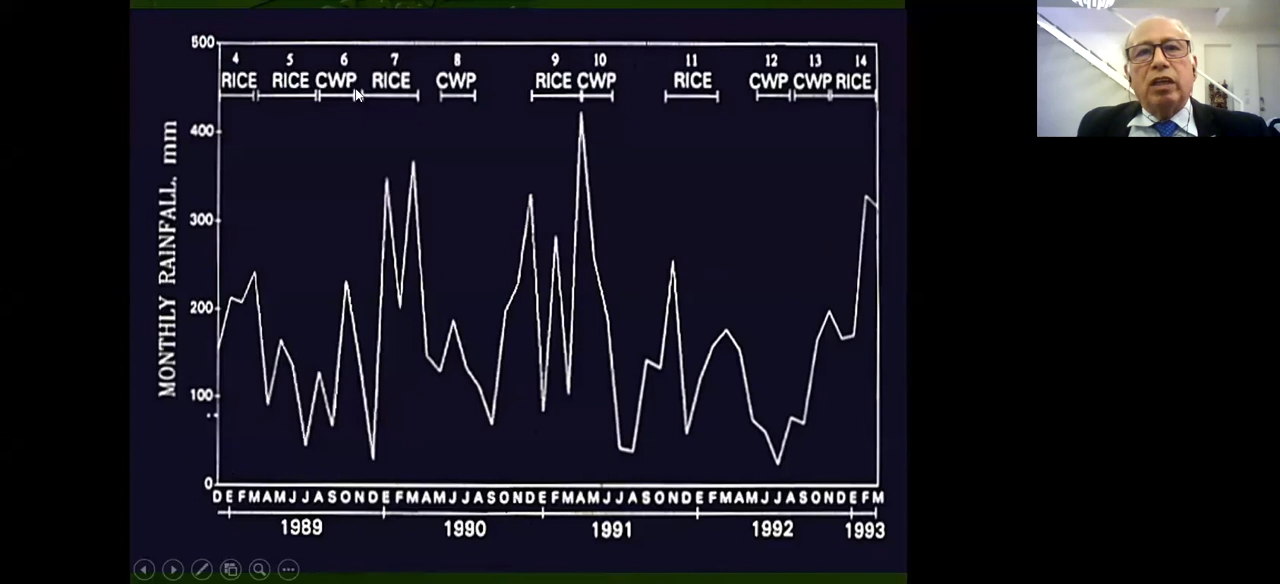 500
4 5 6 7 8 9 10 11 12 13 14
RICE RICE CWP RICE CWP RICE CWP RICE CWP CWP RICE
400
300
200
100
0
MONTHLY RAINFALL. mm
D E F M A M J J A S O N D E F M A M J J A S O N D E F M A M J J A S O N D E F M A M J J A S O N D E F M
1989 1990 1991 1992 1993